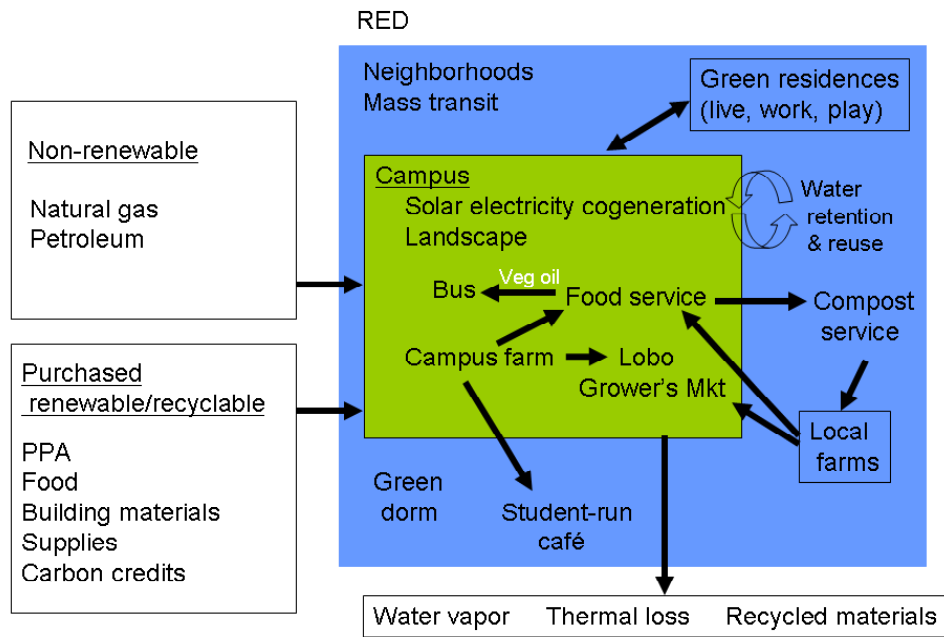 RED
Neighborhoods
Mass transit
Green residences
(live, work, play)
Non-renewable
Natural gas
Petroleum
Campus
Solar electricity cogeneration
Landscape
Water
retention
& reuse
Veg oil
Bus
Food service
Compost
service
Campus farm
Lobo
Grower's Mkt
Purchased
renewable/recyclable
PPA
Food
Building materials
Supplies
Carbon credits
Local
farms
Green
dorm
Student-run
café
Water vapor Thermal loss Recycled materials